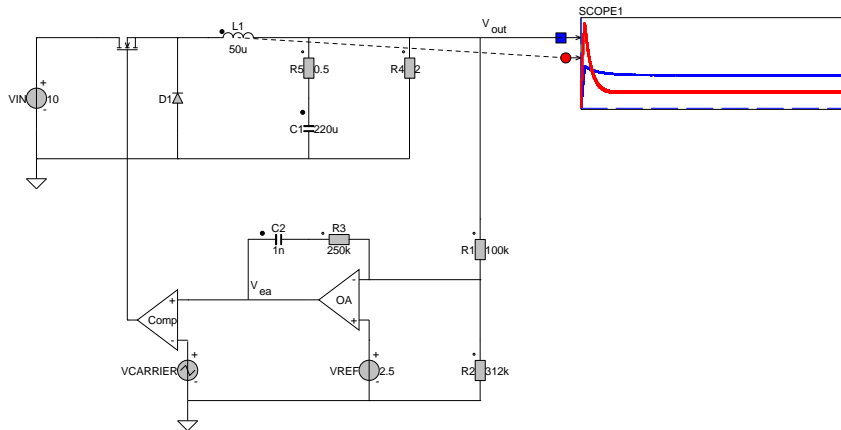 SCOPE1
L1
V out
50u
R5 0.5
R4 2
VIN 10
+
-
D1
C1 220u
C2
R3
1n
250k
R1 100k
V ea
-
OA
+
+
Comp
-
VCARRIER
+
-
VREF 2.5
+
-
R2 312k